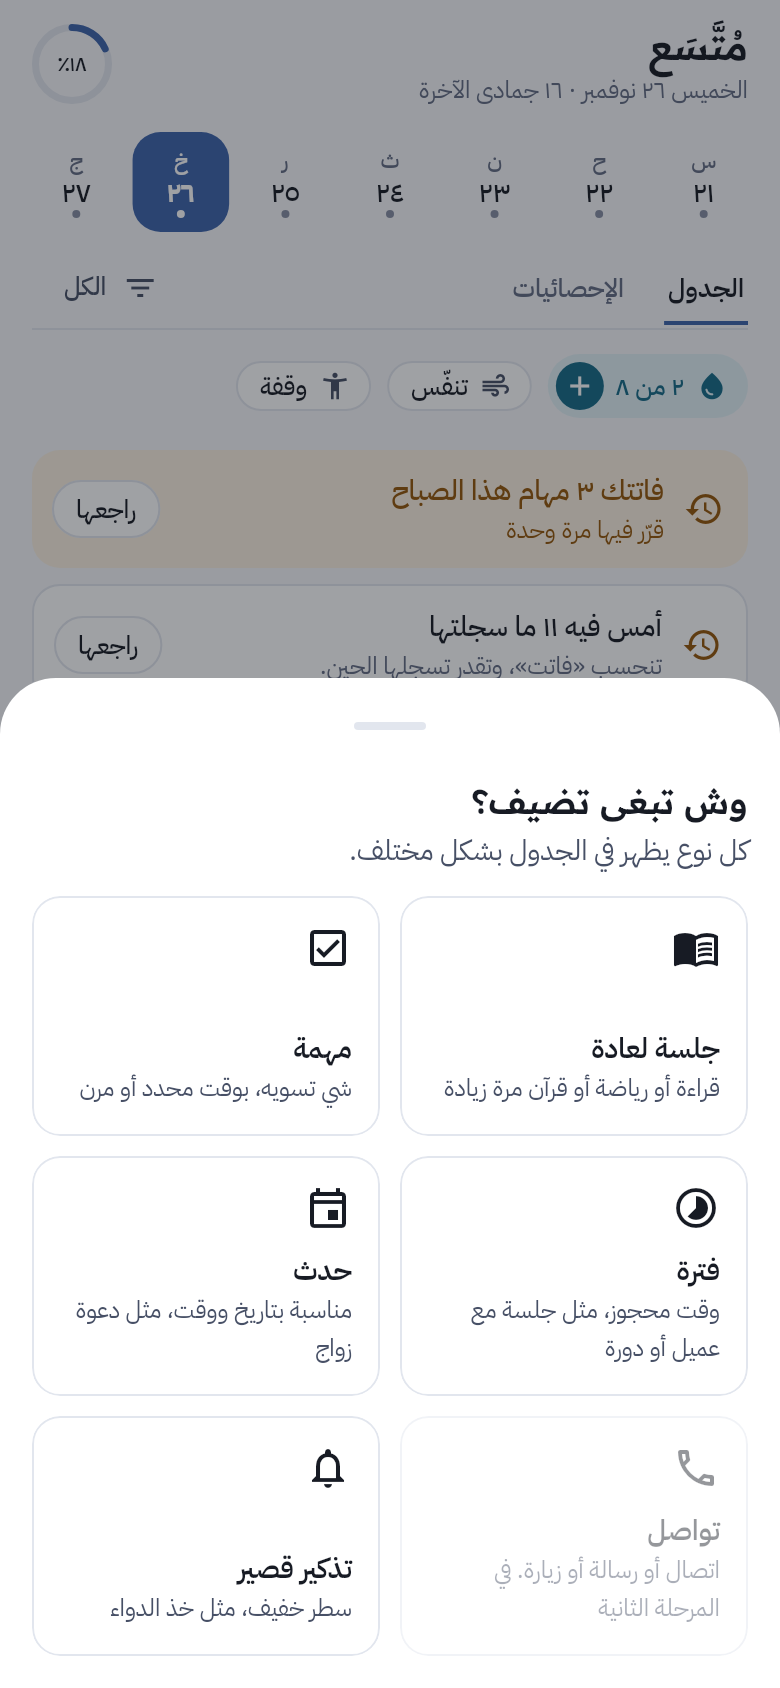 مُتَّسَع
٪١٨
الخميس ٢٦ نوفمبر · ١٦ جمادى الآخرة
س ح ن ث ر خ ج
٢١ ٢٢ ٢٣ ٢٤ ٢٥ ٢٦ ٢٧
الجدول الإحصائيات الكل
٢ من ٨ تنفّس وقفة
فاتتك ٣ مهام هذا الصباح
قرّر فيها مرة وحدة
راجعها
أمس فيه ١١ ما سجلتها
تنحسب «فاتت»، وتقدر تسجلها الحين.
راجعها
وش تبغى تضيف؟
كل نوع يظهر في الجدول بشكل مختلف.
جلسة لعادة
قراءة أو رياضة أو قرآن مرة زيادة
مهمة
شي تسويه، بوقت محدد أو مرن
فترة
وقت محجوز، مثل جلسة مع
عميل أو دورة
حدث
مناسبة بتاريخ ووقت، مثل دعوة
زواج
تواصل
اتصال أو رسالة أو زيارة. في
المرحلة الثانية
تذكير قصير
سطر خفيف، مثل خذ الدواء